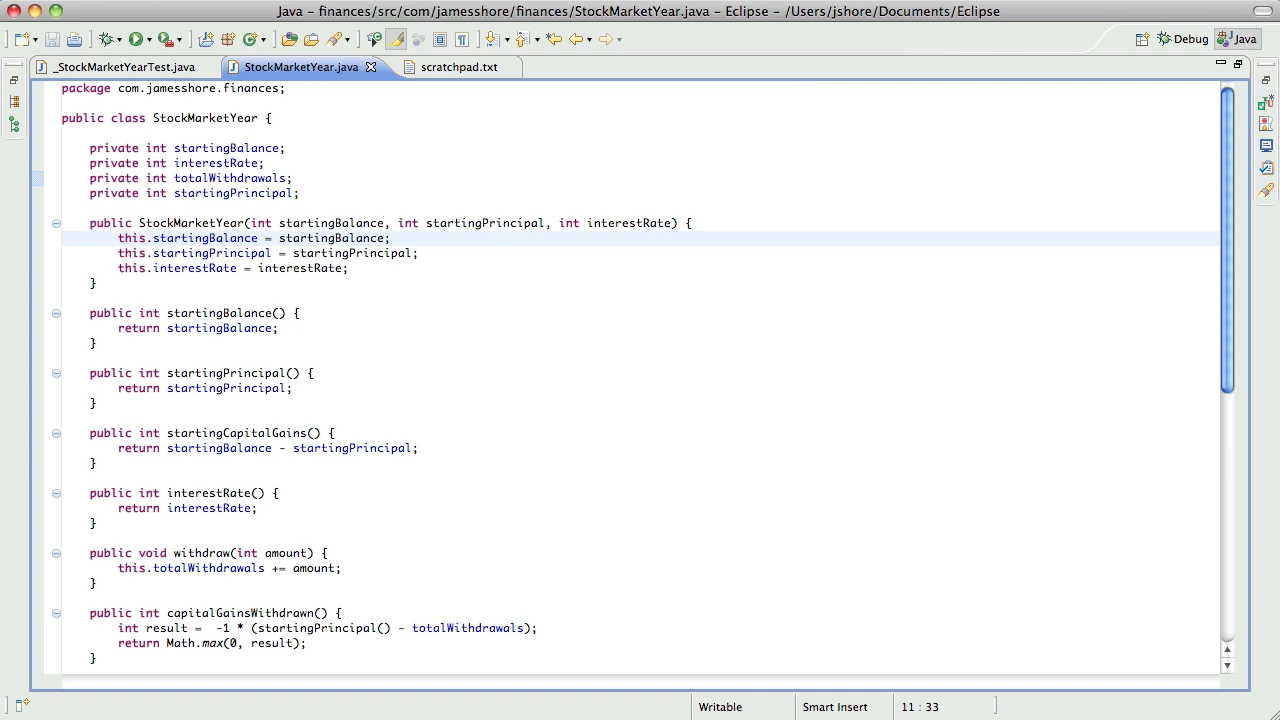 Java – finances/src/com/jamesshore/finances/StockMarketYear.java – Eclipse – /Users/jshore/Documents/Eclipse
Debug
Java
_StockMarketYearTest.java
StockMarketYear.java
scratchpad.txt
package com.jamesshore.finances;
public class StockMarketYear {
private int startingBalance;
private int interestRate;
private int totalWithdrawals;
private int startingPrincipal;
public StockMarketYear(int startingBalance, int startingPrincipal, int interestRate) {
this.startingBalance = startingBalance;
this.startingPrincipal = startingPrincipal;
this.interestRate = interestRate;
}
public int startingBalance() {
return startingBalance;
}
public int startingPrincipal() {
return startingPrincipal;
}
public int startingCapitalGains() {
return startingBalance - startingPrincipal;
}
public int interestRate() {
return interestRate;
}
public void withdraw(int amount) {
this.totalWithdrawals += amount;
}
public int capitalGainsWithdrawn() {
int result =  -1 * (startingPrincipal() - totalWithdrawals);
return Math.max(0, result);
}
Writable
Smart Insert
11 : 33